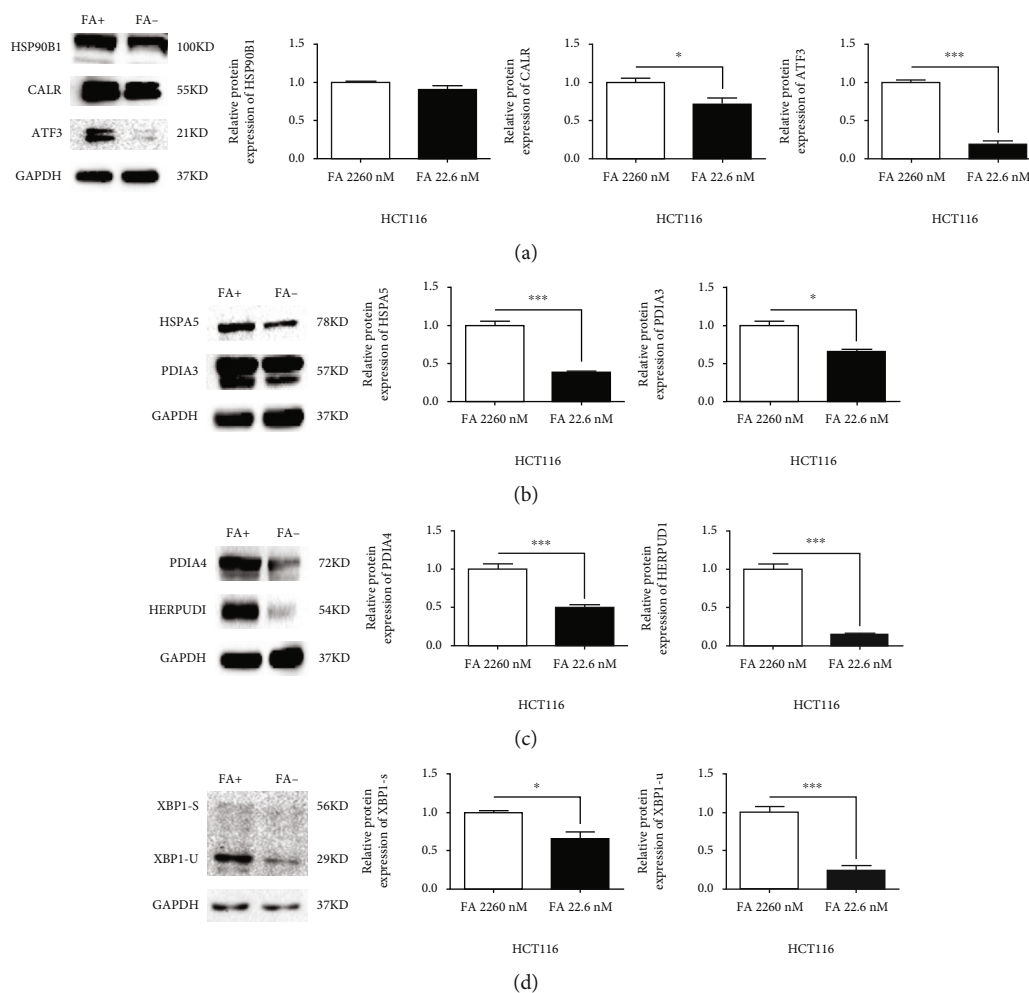 FA+ FA−
HSP90B1 100KD
CALR 55KD
ATF3 21KD
GAPDH 37KD
Relative protein
expression of HSP90B1
1.5
1.0
0.5
0.0
FA 2260 nM FA 22.6 nM
HCT116
Relative protein
expression of CALR
1.5
1.0
0.5
0.0
*
FA 2260 nM FA 22.6 nM
HCT116
Relative protein
expression of ATF3
1.5
1.0
0.5
0.0
***
FA 2260 nM FA 22.6 nM
HCT116
(a)
FA+ FA−
HSPA5 78KD
PDIA3 57KD
GAPDH 37KD
Relative protein
expression of HSPA5
1.5
1.0
0.5
0.0
***
FA 2260 nM FA 22.6 nM
HCT116
Relative protein
expression of PDIA3
1.5
1.0
0.5
0.0
*
FA 2260 nM FA 22.6 nM
HCT116
(b)
FA+ FA−
PDIA4 72KD
HERPUDI 54KD
GAPDH 37KD
Relative protein
expression of PDIA4
1.5
1.0
0.5
0.0
***
FA 2260 nM FA 22.6 nM
HCT116
Relative protein
expression of HERPUD1
1.5
1.0
0.5
0.0
***
FA 2260 nM FA 22.6 nM
HCT116
(c)
FA+ FA−
XBP1-S 56KD
XBP1-U 29KD
GAPDH 37KD
Relative protein
expression of XBP1-s
1.5
1.0
0.5
0.0
*
FA 2260 nM FA 22.6 nM
HCT116
Relative protein
expression of XBP1-u
1.5
1.0
0.5
0.0
***
FA 2260 nM FA 22.6 nM
HCT116
(d)